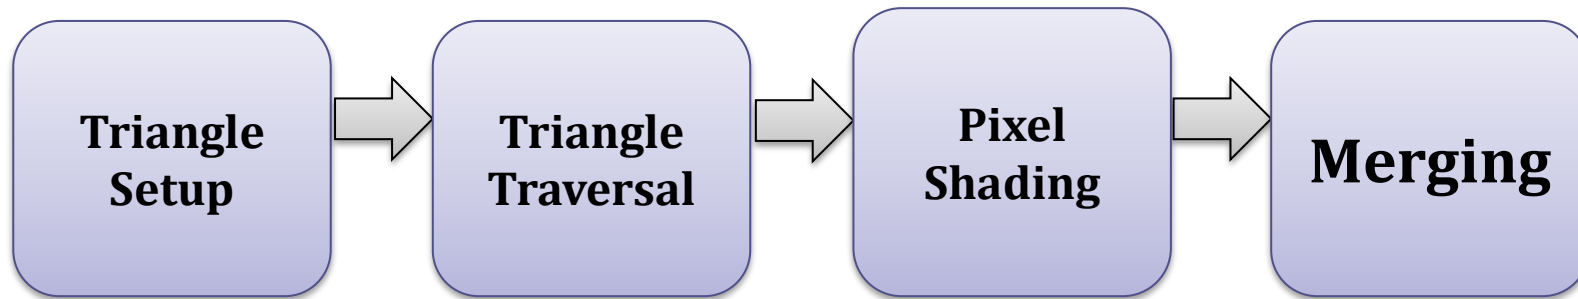 Triangle
Setup
Triangle
Traversal
Pixel
Shading
Merging